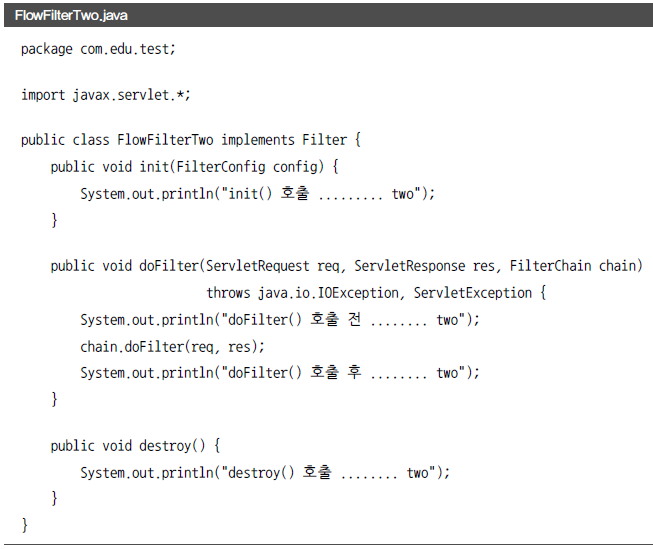 FlowFilterTwo.java
package com.edu.test;
import javax.servlet.*;
public class FlowFilterTwo implements Filter {
    public void init(FilterConfig config) {
        System.out.println("init() 호출 ......... two");
    }
    public void doFilter(ServletRequest req, ServletResponse res, FilterChain chain)
                         throws java.io.IOException, ServletException {
        System.out.println("doFilter() 호출 전 ........ two");
        chain.doFilter(req, res);
        System.out.println("doFilter() 호출 후 ........ two");
    }
    public void destroy() {
        System.out.println("destroy() 호출 ........ two");
    }
}